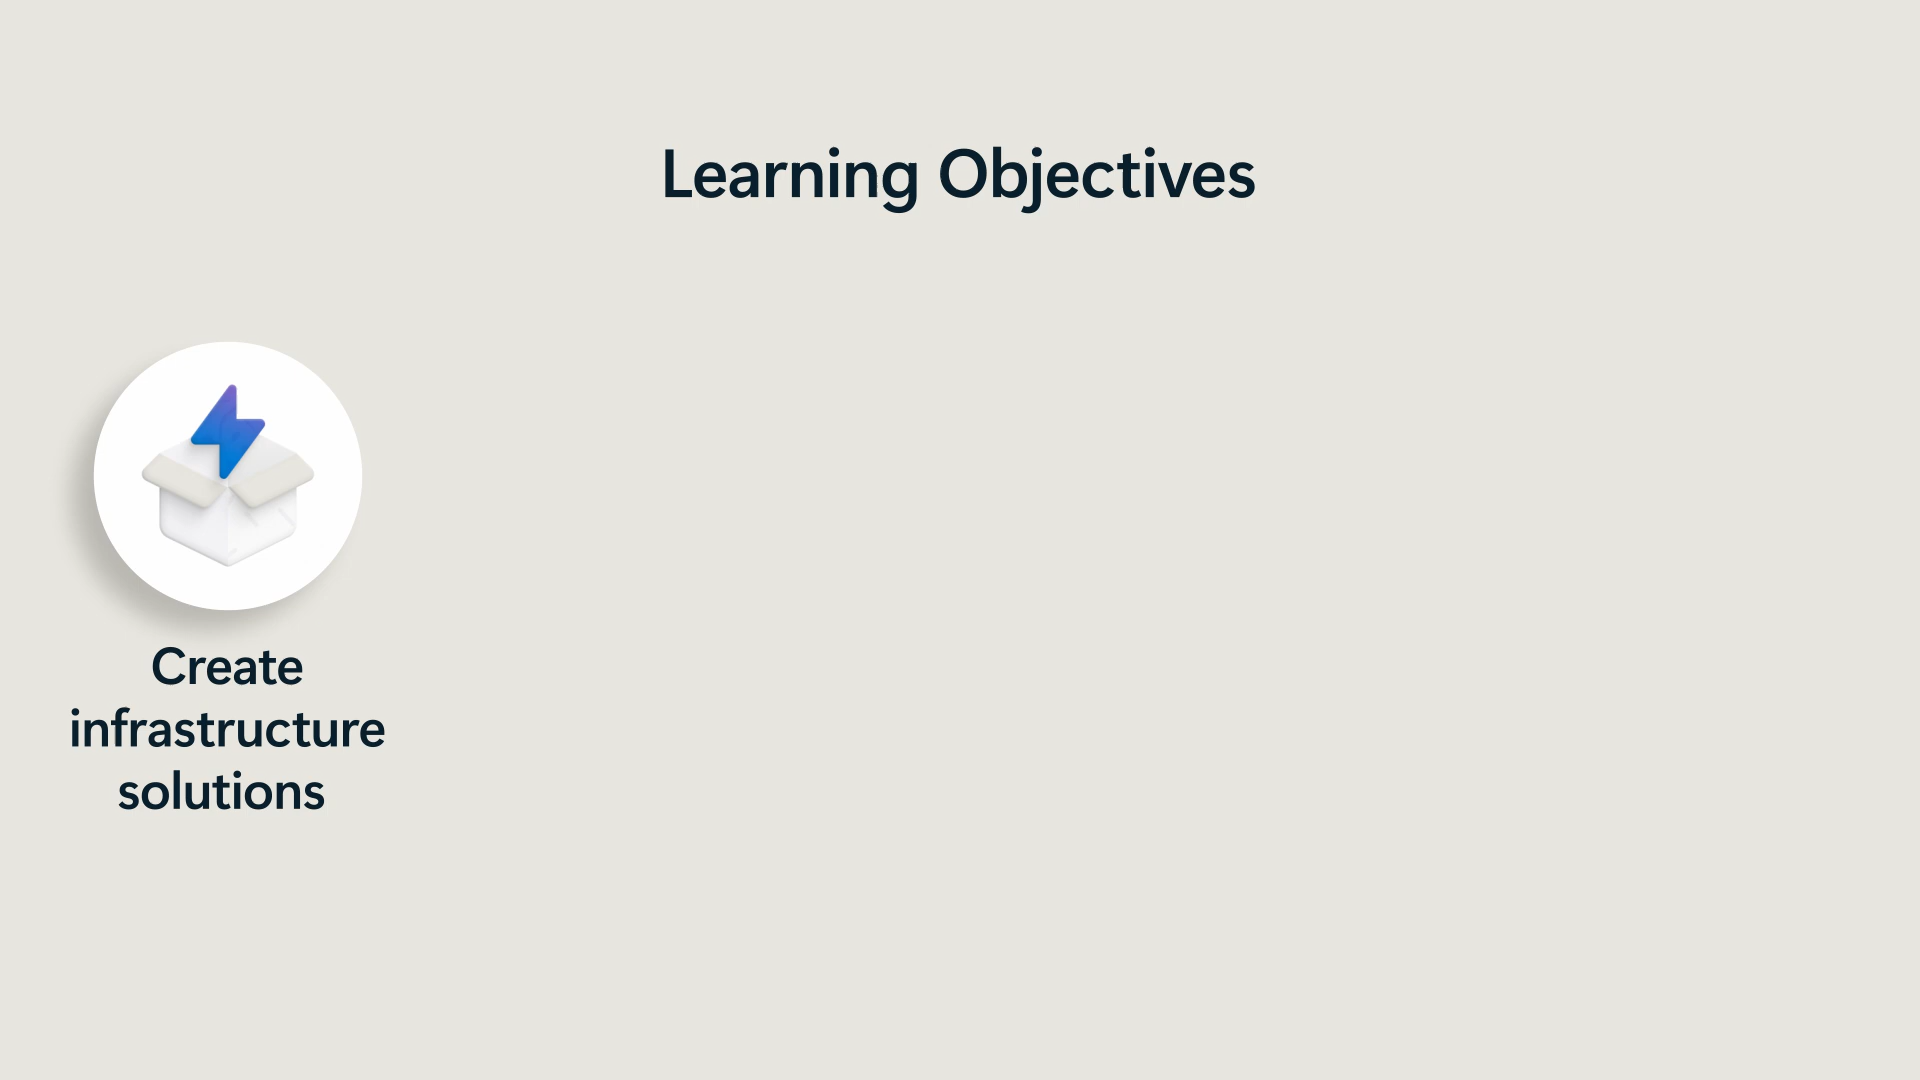 Learning Objectives
Create
infrastructure
solutions